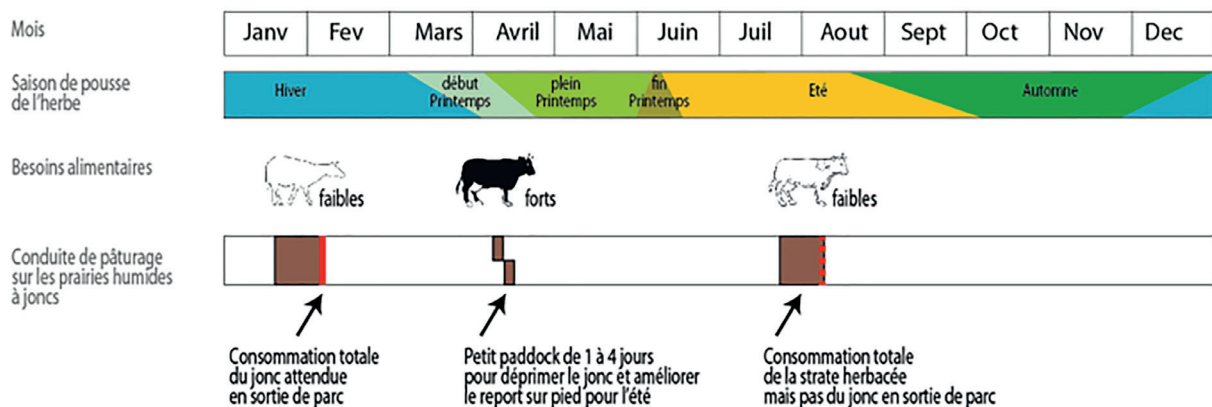 Mois
Janv Fev Mars Avril Mai Juin Juil Aout Sept Oct Nov Dec
Saison de pousse
de l'herbe
Hiver
début
Printemps
plein
Printemps
fin
Printemps
Eté
Automne
Besoins alimentaires
faibles
forts
faibles
Conduite de pâturage
sur les prairies humides
à joncs
Consommation totale
du jonc attendue
en sortie de parc
Petit paddock de 1 à 4 jours
pour déprimer le jonc et améliorer
le report sur pied pour l'été
Consommation totale
de la strate herbacée
mais pas du jonc en sortie de parc